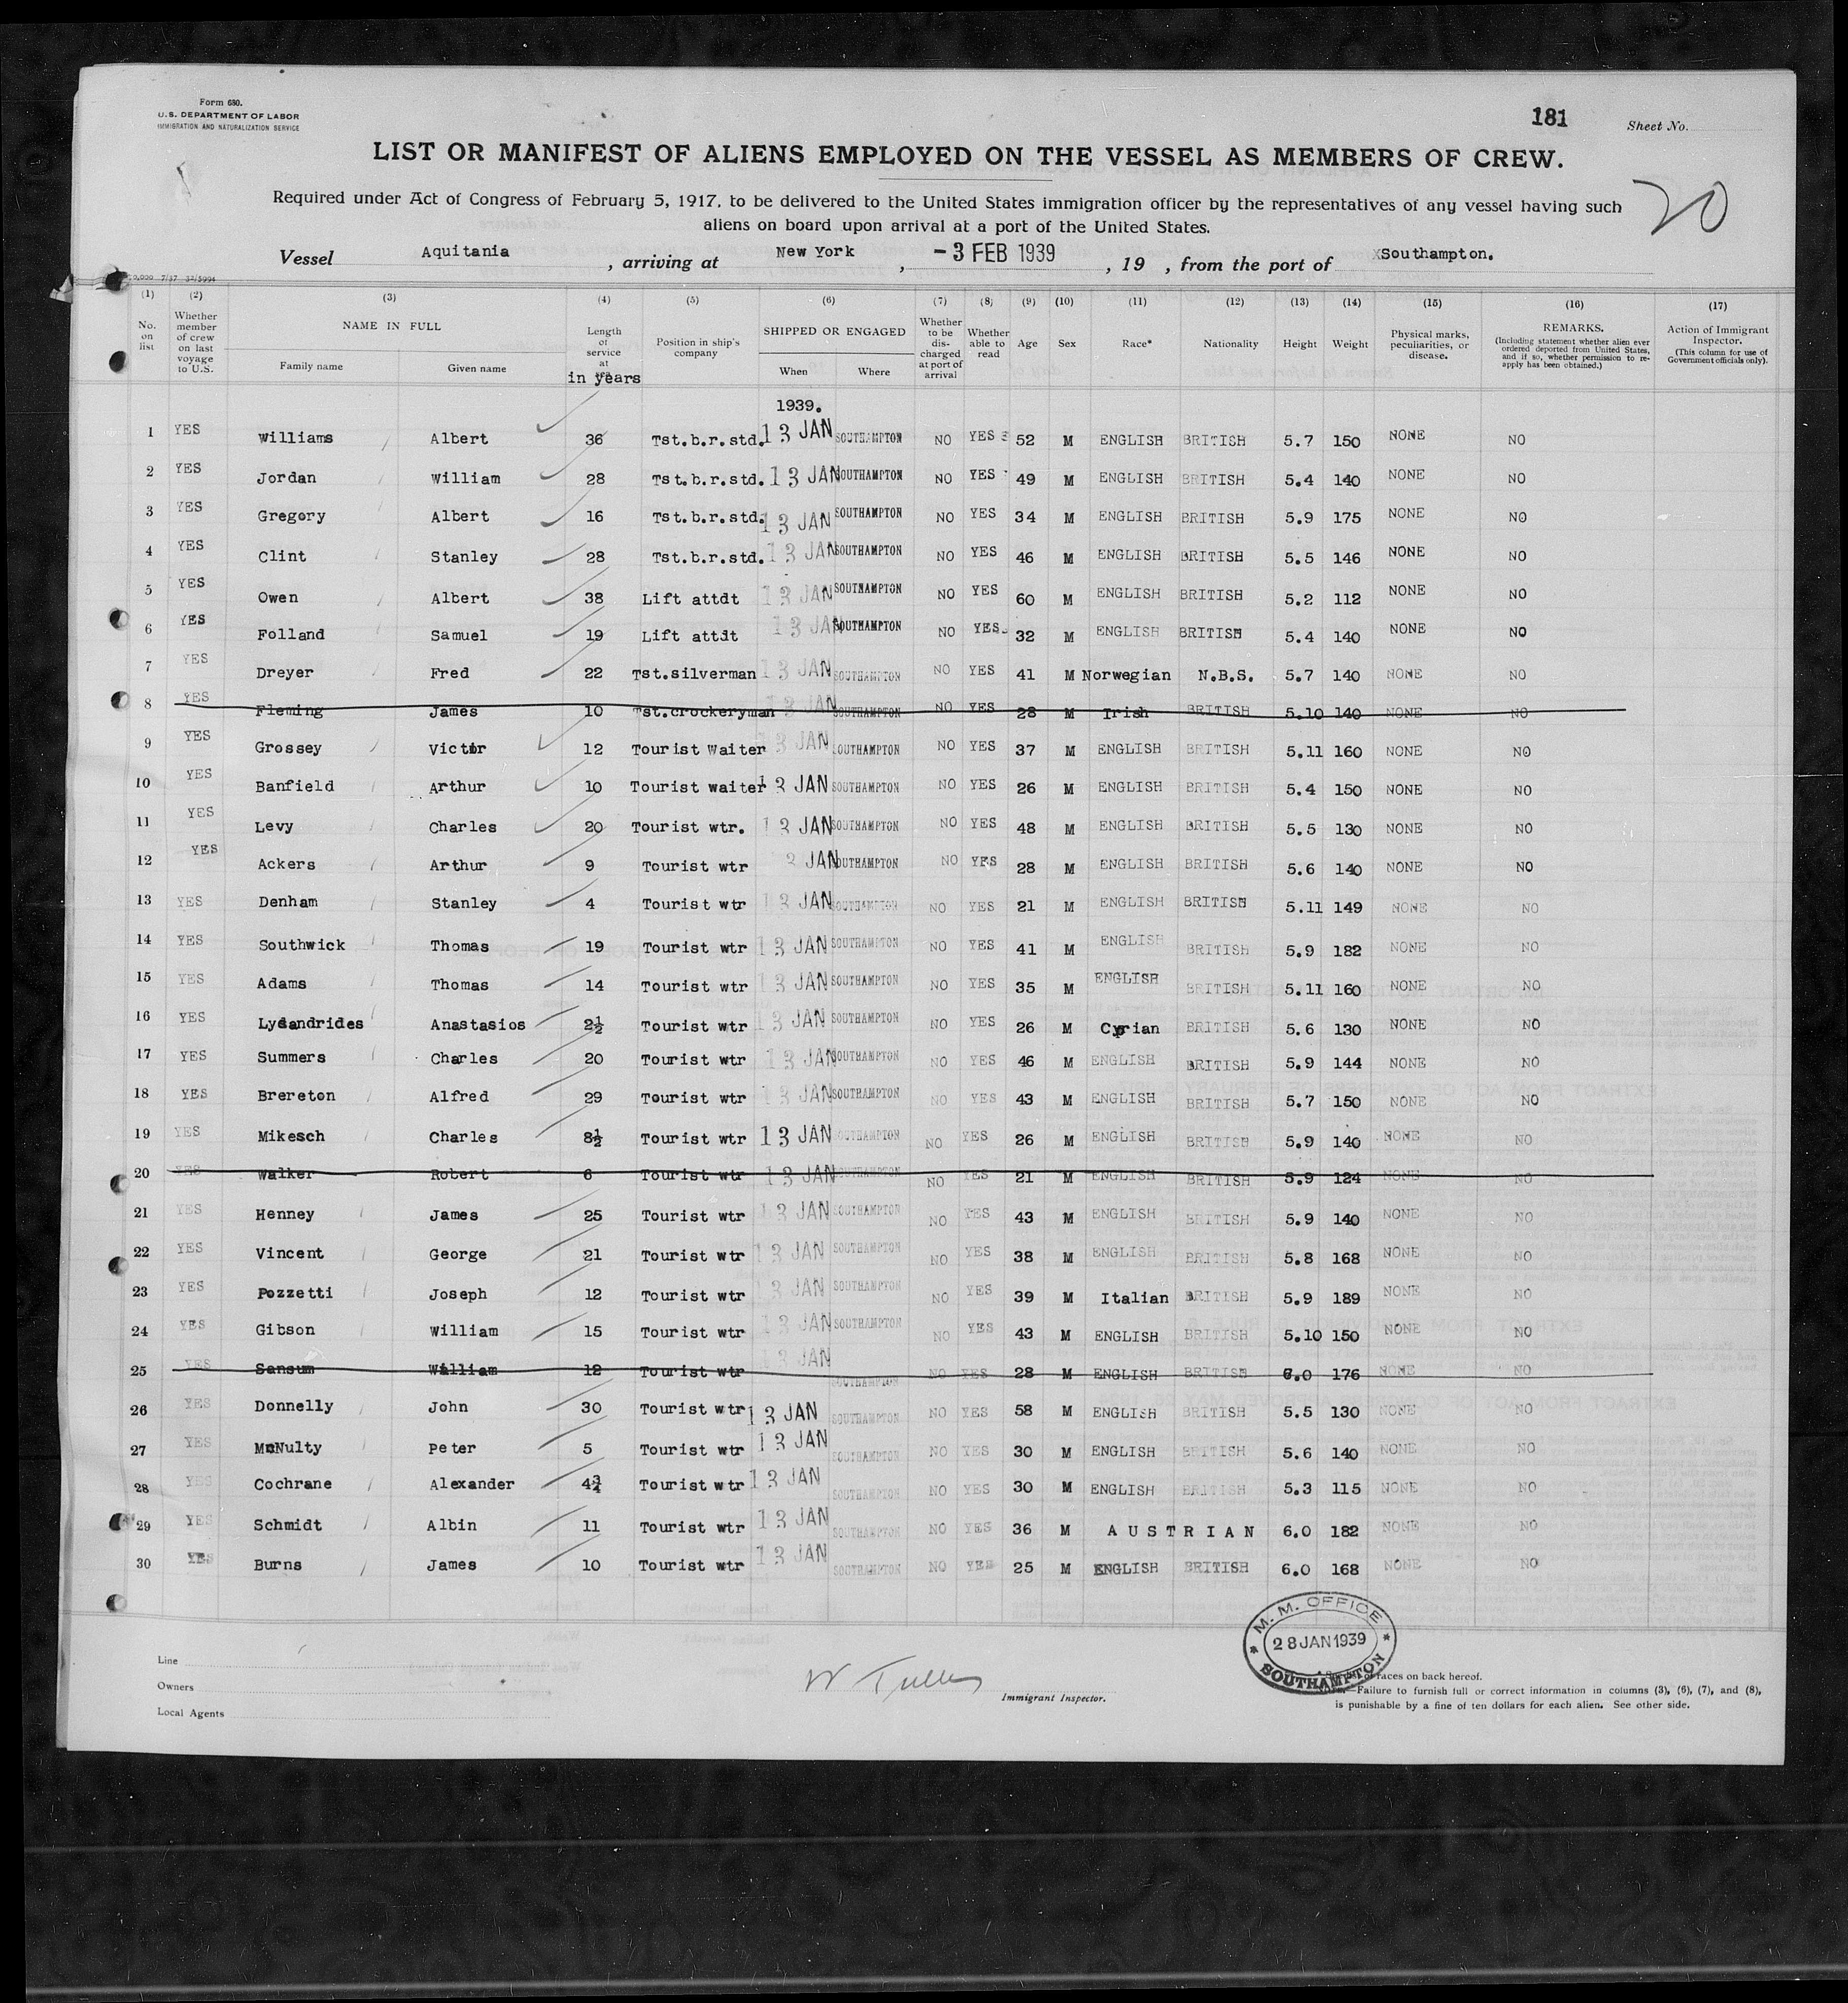 Form 680.
U.S. DEPARTMENT OF LABOR
IMMIGRATION AND NATURALIZATION SERVICE
181 Sheet No.
LIST OR MANIFEST OF ALIENS EMPLOYED ON THE VESSEL AS MEMBERS OF CREW.
20
Required under Act of Congress of February 5, 1917, to be delivered to the United States immigration officer by the representatives of any vessel having such
aliens on board upon arrival at a port of the United States.
Vessel Aquitania, arriving at New York, -3 FEB 1939, 19 , from the port of XSouthampton.
(1) (2) (3) (4) (5) (6) (7) (8) (9) (10) (11) (12) (13) (14) (15) (16) (17)
No. on list
Whether member of crew on last voyage to U.S.
NAME IN FULL
Family name Given name
Length of service at
in years
Position in ship's company
SHIPPED OR ENGAGED
When Where
Whether to be discharged at port of arrival
Whether able to read
Age Sex Race* Nationality Height Weight
Physical marks, peculiarities, or disease.
REMARKS.
(Including statement whether alien ever ordered deported from United States, and if so, whether permission to reapply has been obtained.)
Action of Immigrant Inspector.
(This column for use of Government officials only).
1939.
1 YES Williams Albert 36 Tst.b.r.std. 13 JAN SOUTHAMPTON NO YES 52 M ENGLISH BRITISH 5.7 150 NONE NO
2 YES Jordan William 28 Tst.b.r.std. 13 JAN SOUTHAMPTON NO YES 49 M ENGLISH BRITISH 5.4 140 NONE NO
3 YES Gregory Albert 16 Tst.b.r.std. 13 JAN SOUTHAMPTON NO YES 34 M ENGLISH BRITISH 5.9 175 NONE NO
4 YES Clint Stanley 28 Tst.b.r.std. 13 JAN SOUTHAMPTON NO YES 46 M ENGLISH BRITISH 5.5 146 NONE NO
5 YES Owen Albert 38 Lift attdt 13 JAN SOUTHAMPTON NO YES 60 M ENGLISH BRITISH 5.2 112 NONE NO
6 YES Folland Samuel 19 Lift attdt 13 JAN SOUTHAMPTON NO YES 32 M ENGLISH BRITISH 5.4 140 NONE NO
7 YES Dreyer Fred 22 Tst.silverman 13 JAN SOUTHAMPTON NO YES 41 M Norwegian N.B.S. 5.7 140 NONE NO
8 YES Fleming James 10 Tst.crockeryman 13 JAN SOUTHAMPTON NO YES 28 M Irish BRITISH 5.10 140 NONE NO
9 YES Grossey Victor 12 Tourist Waiter 13 JAN SOUTHAMPTON NO YES 37 M ENGLISH BRITISH 5.11 160 NONE NO
10 YES Banfield Arthur 10 Tourist waiter 13 JAN SOUTHAMPTON NO YES 26 M ENGLISH BRITISH 5.4 150 NONE NO
11 YES Levy Charles 20 Tourist wtr. 13 JAN SOUTHAMPTON NO YES 48 M ENGLISH BRITISH 5.5 130 NONE NO
12 YES Ackers Arthur 9 Tourist wtr 3 JAN SOUTHAMPTON NO YES 28 M ENGLISH BRITISH 5.6 140 NONE NO
13 YES Denham Stanley 4 Tourist wtr 13 JAN SOUTHAMPTON NO YES 21 M ENGLISH BRITISH 5.11 149 NONE NO
14 YES Southwick Thomas 19 Tourist wtr 13 JAN SOUTHAMPTON NO YES 41 M ENGLISH BRITISH 5.9 182 NONE NO
15 YES Adams Thomas 14 Tourist wtr 13 JAN SOUTHAMPTON NO YES 35 M ENGLISH BRITISH 5.11 160 NONE NO
16 YES Lysandrides Anastasios 2½ Tourist wtr 13 JAN SOUTHAMPTON NO YES 26 M Cyrian BRITISH 5.6 130 NONE NO
17 YES Summers Charles 20 Tourist wtr 13 JAN SOUTHAMPTON NO YES 46 M ENGLISH BRITISH 5.9 144 NONE NO
18 YES Brereton Alfred 29 Tourist wtr 13 JAN SOUTHAMPTON NO YES 43 M ENGLISH BRITISH 5.7 150 NONE NO
19 YES Mikesch Charles 8½ Tourist wtr 13 JAN SOUTHAMPTON NO YES 26 M ENGLISH BRITISH 5.9 140 NONE NO
20 YES Walker Robert 6 Tourist wtr 13 JAN SOUTHAMPTON NO YES 21 M ENGLISH BRITISH 5.9 124 NONE NO
21 YES Henney James 25 Tourist wtr 13 JAN SOUTHAMPTON NO YES 43 M ENGLISH BRITISH 5.9 140 NONE NO
22 YES Vincent George 21 Tourist wtr 13 JAN SOUTHAMPTON NO YES 38 M ENGLISH BRITISH 5.8 168 NONE NO
23 YES Pozzetti Joseph 12 Tourist wtr 13 JAN SOUTHAMPTON NO YES 39 M Italian BRITISH 5.9 189 NONE NO
24 YES Gibson William 15 Tourist wtr 13 JAN SOUTHAMPTON NO YES 43 M ENGLISH BRITISH 5.10 150 NONE NO
25 YES Sansum William 12 Tourist wtr 13 JAN SOUTHAMPTON NO YES 28 M ENGLISH BRITISH 6.0 176 NONE NO
26 YES Donnelly John 30 Tourist wtr 13 JAN SOUTHAMPTON NO YES 58 M ENGLISH BRITISH 5.5 130 NONE NO
27 YES McNulty Peter 5 Tourist wtr 13 JAN SOUTHAMPTON NO YES 30 M ENGLISH BRITISH 5.6 140 NONE NO
28 YES Cochrane Alexander 4¾ Tourist wtr 13 JAN SOUTHAMPTON NO YES 30 M ENGLISH BRITISH 5.3 115 NONE NO
29 YES Schmidt Albin 11 Tourist wtr 13 JAN SOUTHAMPTON NO YES 36 M AUSTRIAN 6.0 182 NONE NO
30 YES Burns James 10 Tourist wtr 13 JAN SOUTHAMPTON NO YES 25 M ENGLISH BRITISH 6.0 168 NONE NO
M. M. OFFICE
28 JAN 1939
SOUTHAMPTON
Line
Owners
Local Agents
Immigrant Inspector.
of races on back hereof.
Failure to furnish full or correct information in columns (3), (6), (7), and (8),
is punishable by a fine of ten dollars for each alien. See other side.